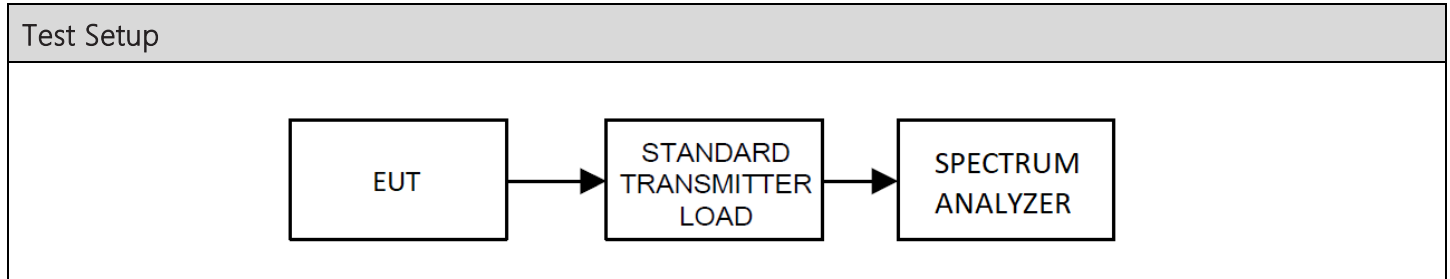 Test Setup
EUT
STANDARD
TRANSMITTER
LOAD
SPECTRUM
ANALYZER